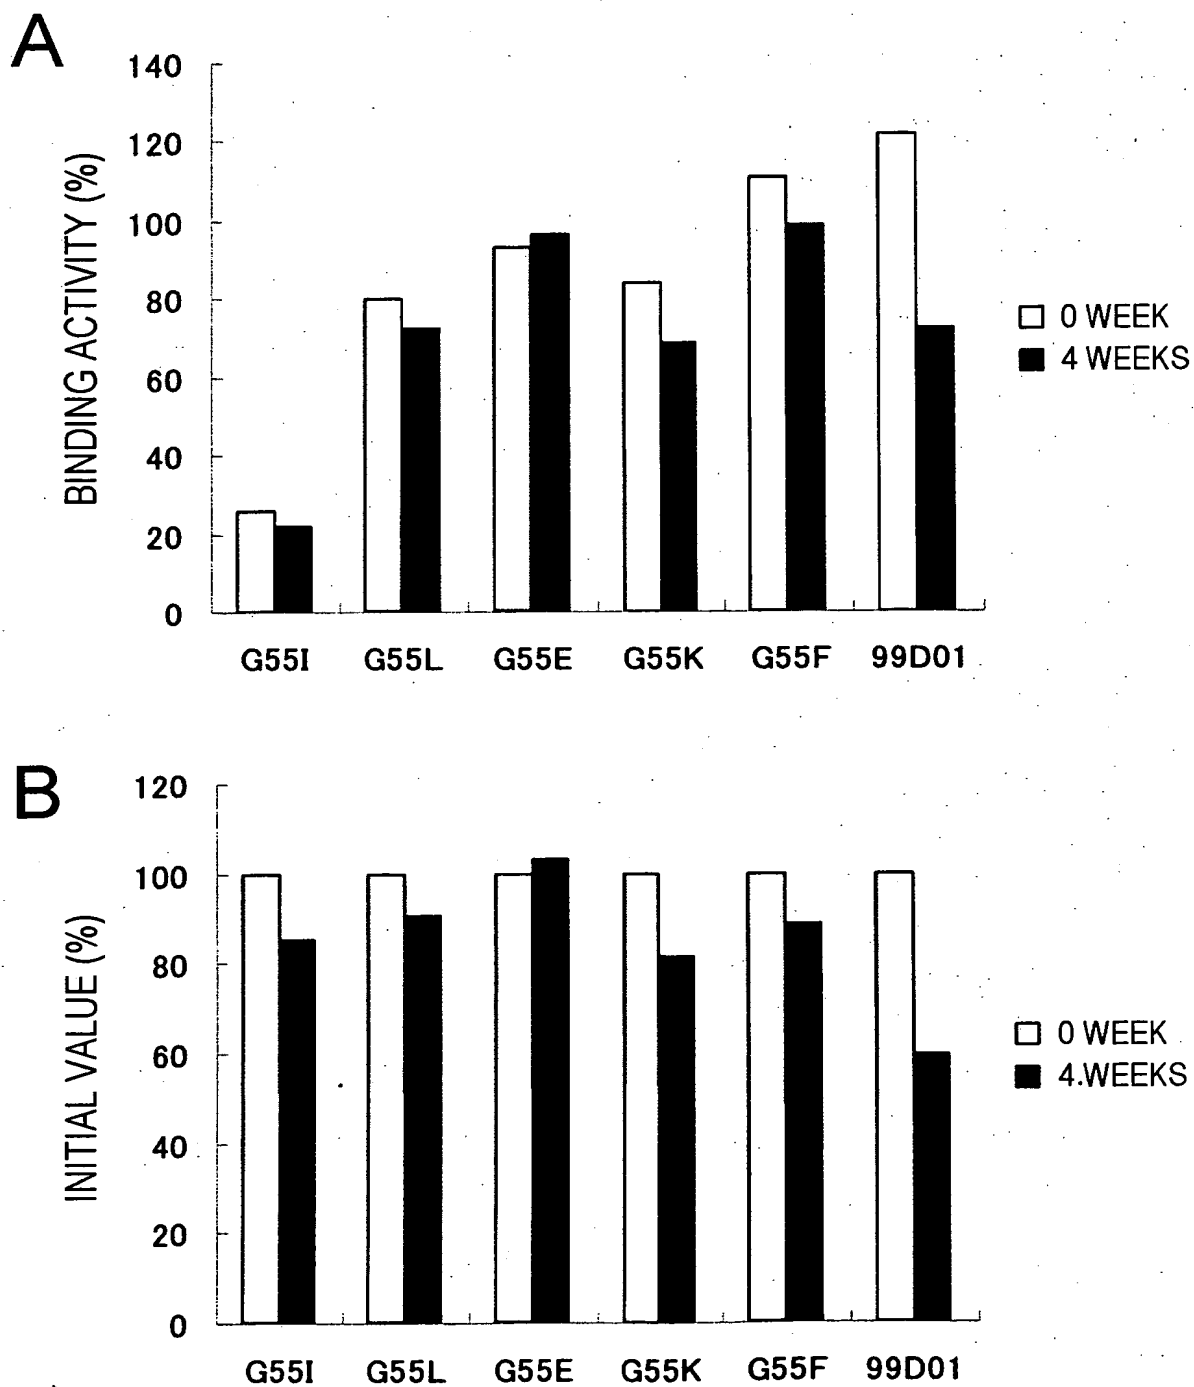 A
140
120
100
80
60
40
20
0
BINDING ACTIVITY (%)
G55I G55L G55E G55K G55F 99D01
0 WEEK
4 WEEKS
B
120
100
80
60
40
20
0
INITIAL VALUE (%)
G55I G55L G55E G55K G55F 99D01
0 WEEK
4.WEEKS